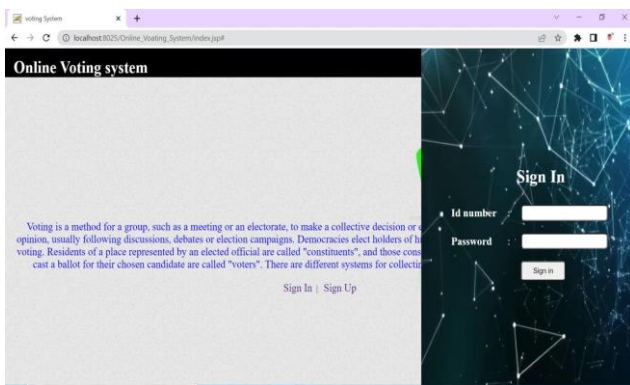 voting System
localhost:8025/Online_Voating_System/index.jsp#
Online Voting system
Sign In
Id number :
Password :
Sign in
Voting is a method for a group, such as a meeting or an electorate, to make a collective decision or
opinion, usually following discussions, debates or election campaigns. Democracies elect holders of
voting. Residents of a place represented by an elected official are called "constituents", and those
cast a ballot for their chosen candidate are called "voters". There are different systems for
Sign In | Sign Up